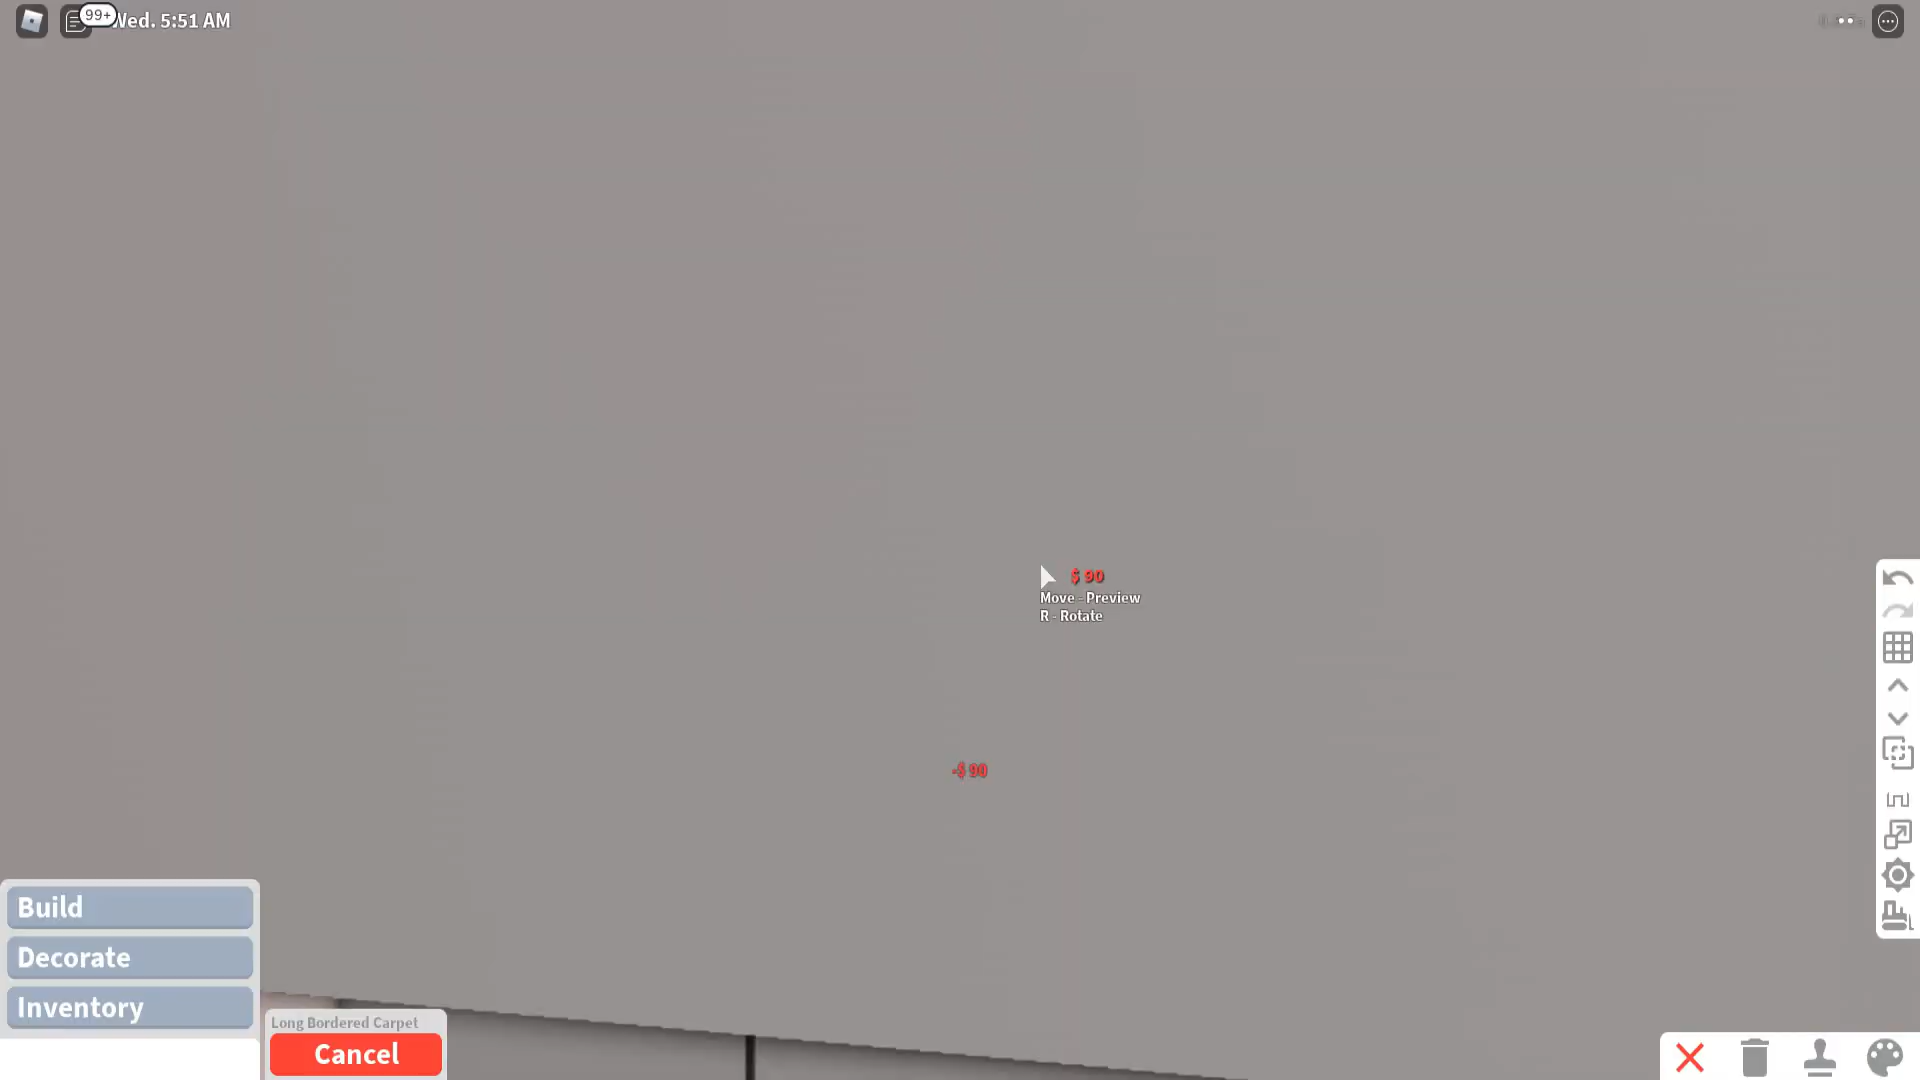 99+
Wed. 5:51 AM
$ 90
Move - Preview
R - Rotate
-$ 90
Build
Decorate
Inventory
Long Bordered Carpet
Cancel